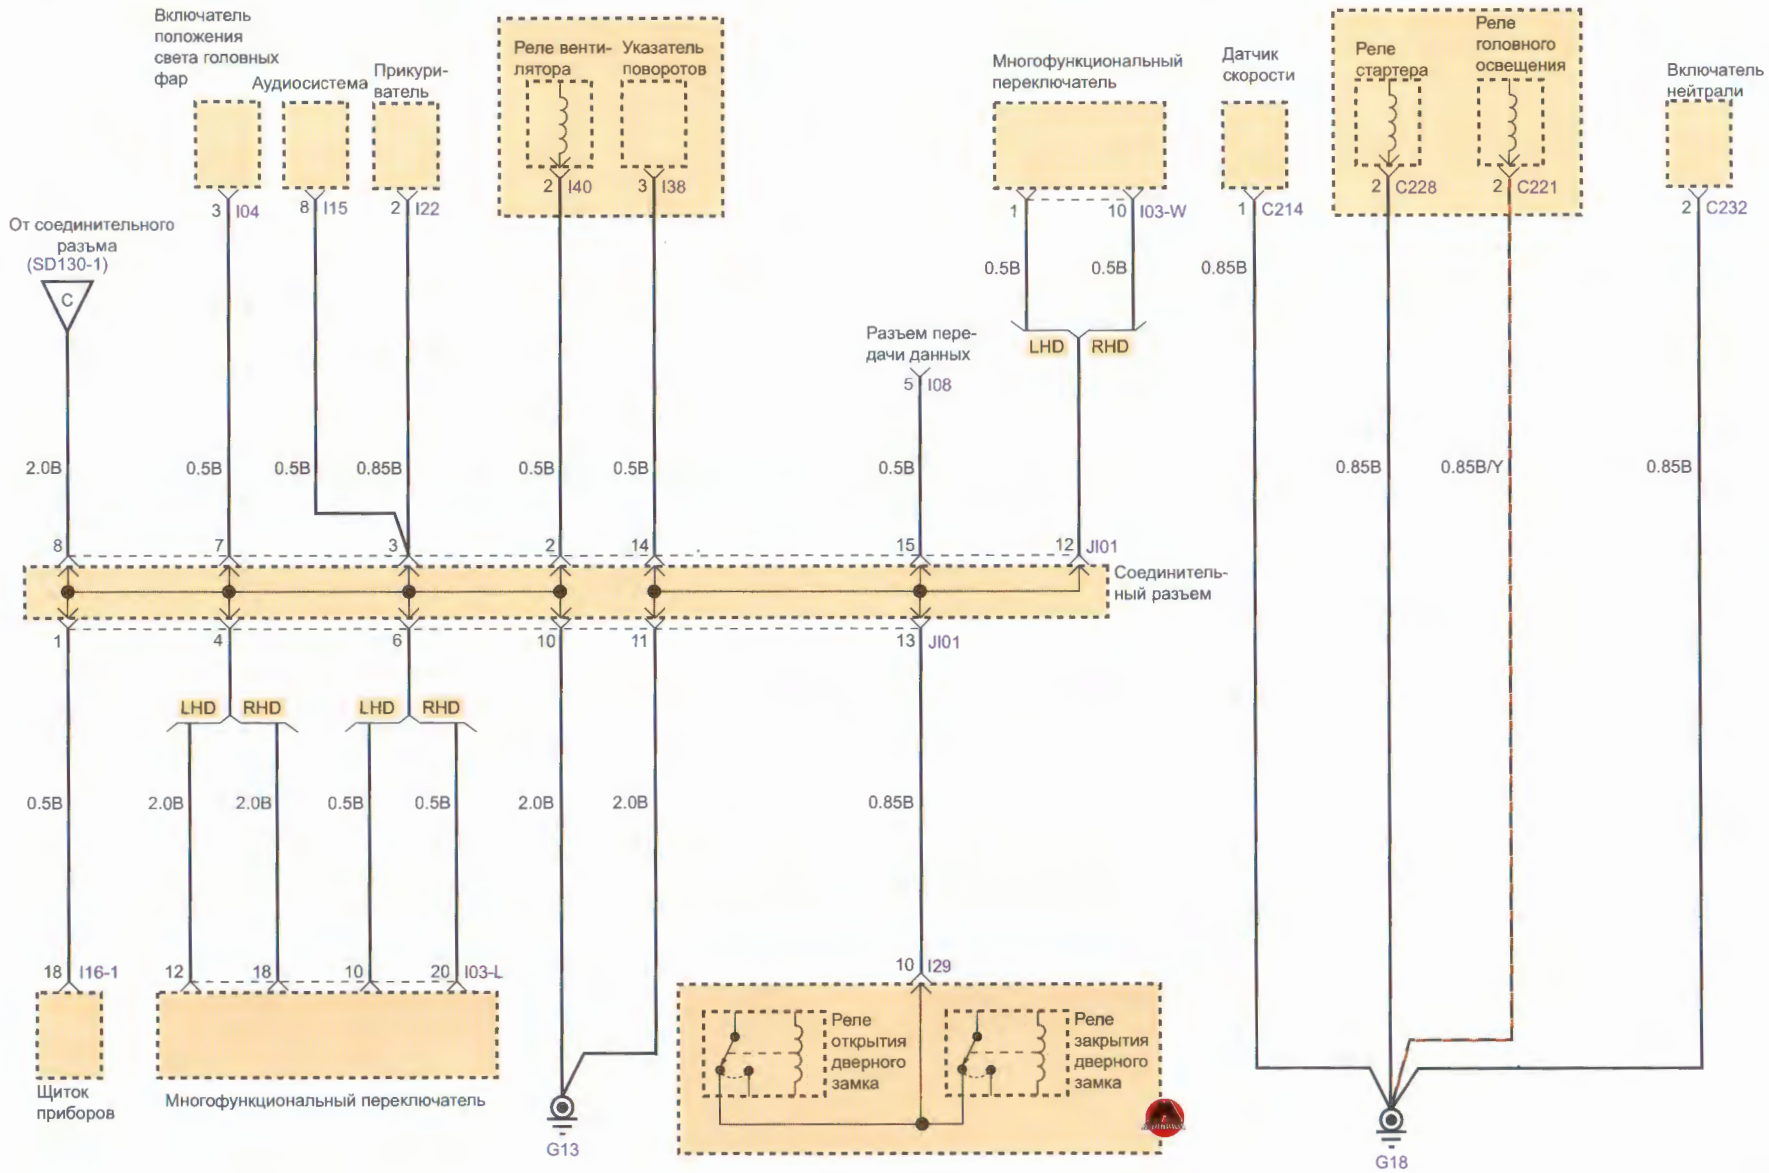 Включатель
положения
света головных
фар
Аудиосистема
Прикури-
ватель
Реле венти-
лятора
Указатель
поворотов
Многофункциональный
переключатель
Датчик
скорости
Реле
стартера
Реле
головного
освещения
Включатель
нейтрали
3 I04
8 I15
2 I22
2 I40
3 I38
1
10 I03-W
1 C214
2 C228
2 C221
2 C232
От соединительного
разъма
(SD130-1)
C
0.5B
0.5B
0.85B
Разъем пере-
дачи данных
5 I08
LHD
RHD
2.0B
0.5B
0.5B
0.85B
0.5B
0.5B
0.5B
0.85B
0.85B/Y
0.85B
8
7
3
2
14
15
12 JI01
Соединитель-
ный разъем
1
4
6
10
11
13 JI01
LHD
RHD
LHD
RHD
0.5B
2.0B
2.0B
0.5B
0.5B
2.0B
2.0B
0.85B
18 I16-1
12
18
10
20 I03-L
10 I29
Щиток
приборов
Многофункциональный переключатель
G13
Реле
открытия
дверного
замка
Реле
закрытия
дверного
замка
G18